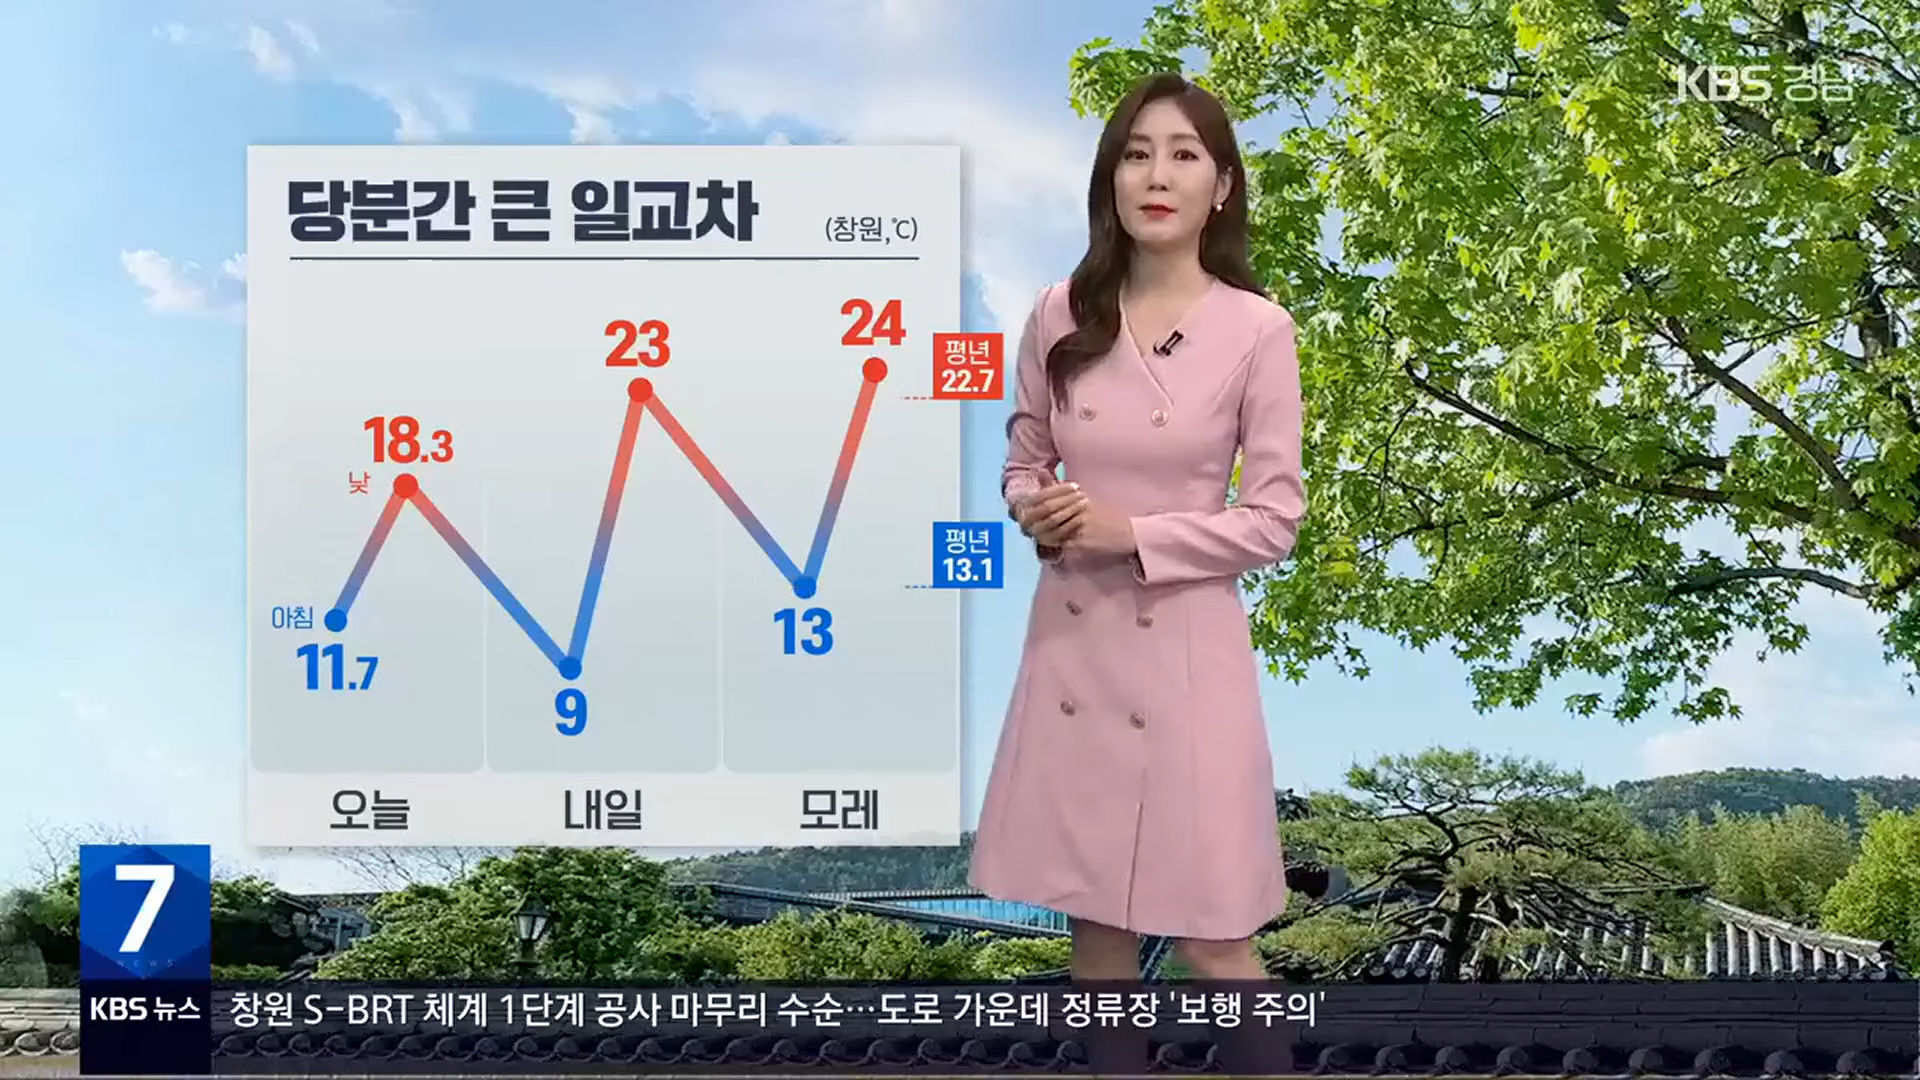 KBS 경남
당분간 큰 일교차
(창원,℃)
24
23
평년
22.7
18.3
낮
평년
13.1
아침
11.7
13
9
오늘
내일
모레
7
NEWS
KBS 뉴스
창원 S-BRT 체계 1단계 공사 마무리 수순…도로 가운데 정류장 '보행 주의'